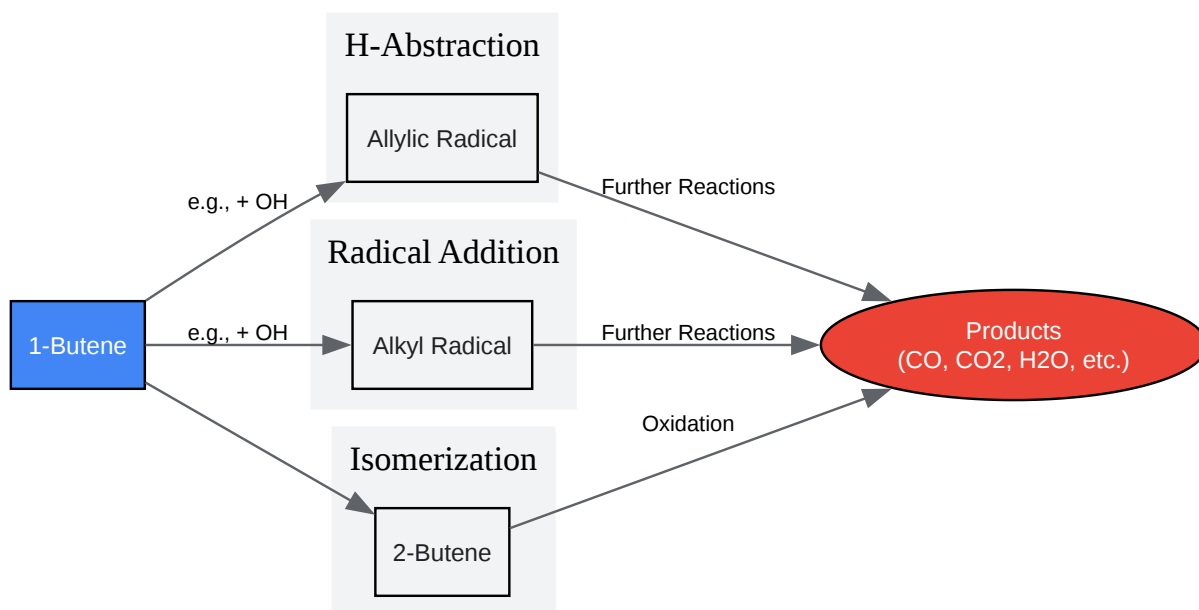 H-Abstraction
Allylic Radical
e.g., + OH
Further Reactions
Radical Addition
1-Butene
e.g., + OH
Alkyl Radical
Further Reactions
Products
(CO, CO2, H2O, etc.)
Isomerization
2-Butene
Oxidation